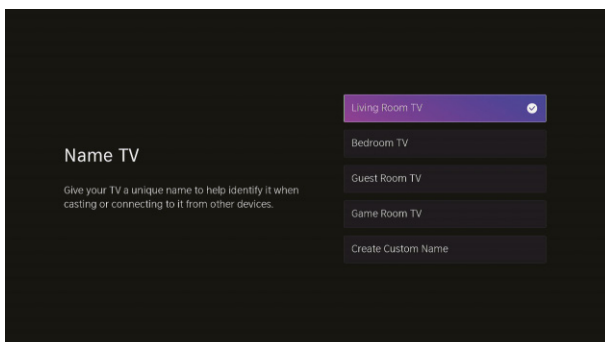 Name TV
Give your TV a unique name to help identify it when
casting or connecting to it from other devices.
Living Room TV
Bedroom TV
Guest Room TV
Game Room TV
Create Custom Name